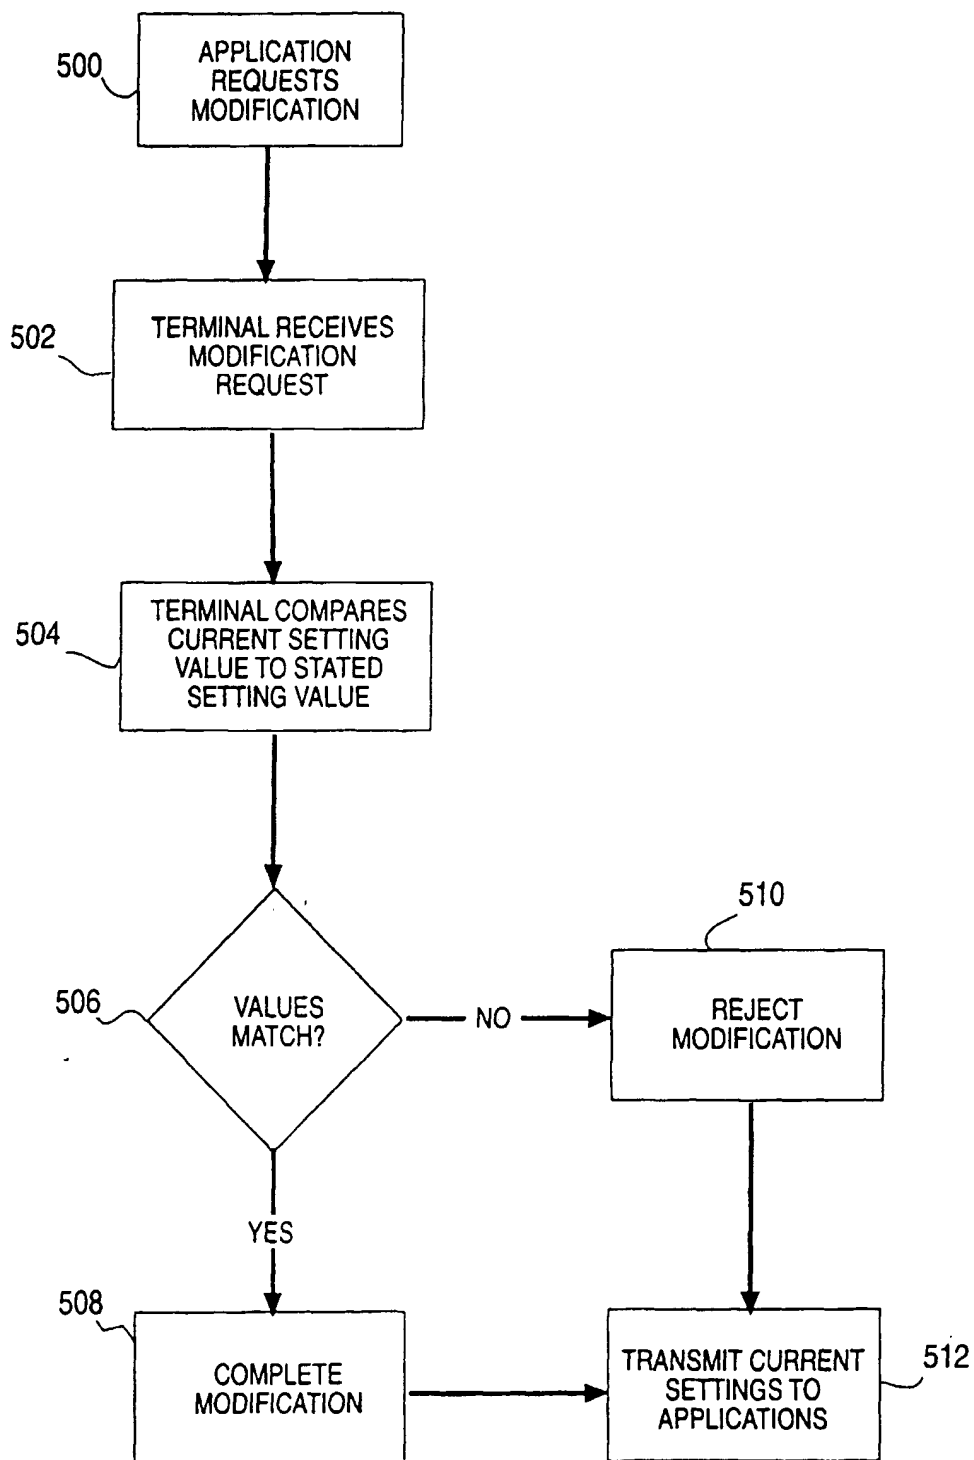 500
APPLICATION
REQUESTS
MODIFICATION
502
TERMINAL RECEIVES
MODIFICATION
REQUEST
504
TERMINAL COMPARES
CURRENT SETTING
VALUE TO STATED
SETTING VALUE
506
VALUES
MATCH?
NO
510
REJECT
MODIFICATION
YES
508
COMPLETE
MODIFICATION
TRANSMIT CURRENT
SETTINGS TO
APPLICATIONS
512